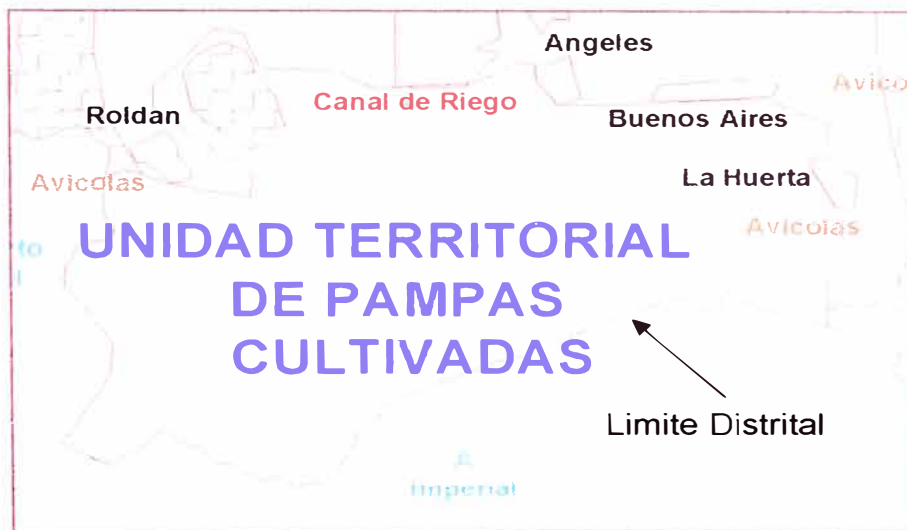 Angeles
Avico
Canal de Riego
Roldan
Buenos Aires
La Huerta
Avicolas
Avicolas
to
l
UNIDAD TERRITORIAL
DE PAMPAS
CULTIVADAS
Limite Distrital
A
Imperial